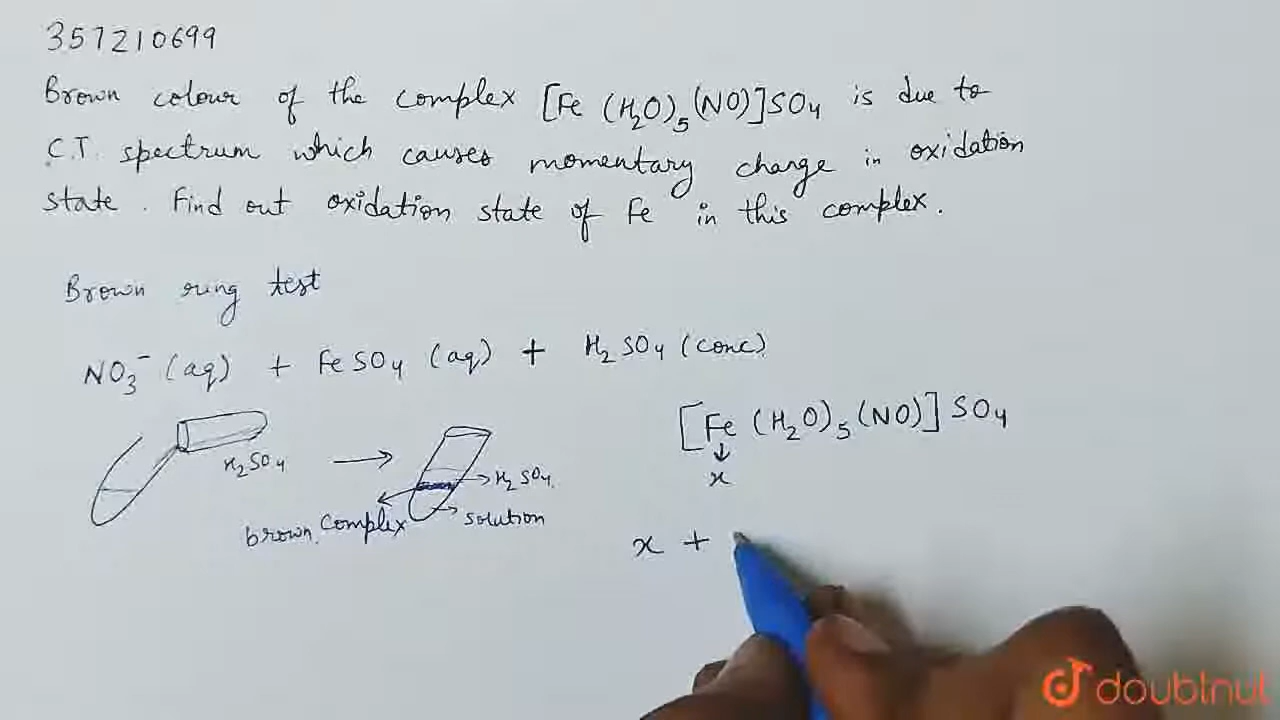 357210699
Brown colour of the complex [Fe (H₂O)₅(NO)]SO₄ is due to
C.T. spectrum which causes momentary change in oxidation
state. Find out oxidation state of Fe in this complex.
Brown ring test
NO₃⁻ (aq) + FeSO₄ (aq) + H₂SO₄ (conc)
[Fe (H₂O)₅(NO)] SO₄
↓
x
H₂SO₄
→
H₂SO₄.
brown complex
solution
x +
doubtnut